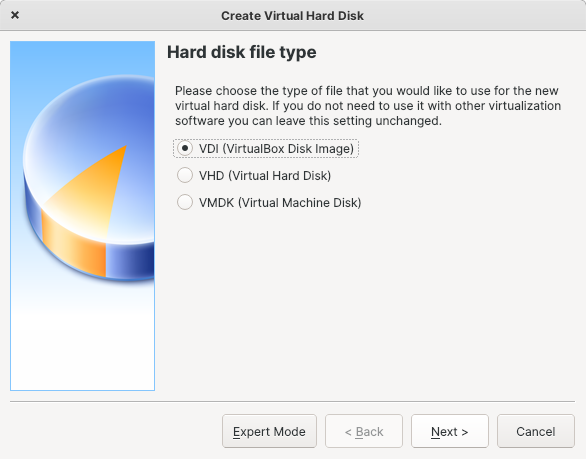 Create Virtual Hard Disk
Hard disk file type
Please choose the type of file that you would like to use for the new
virtual hard disk. If you do not need to use it with other virtualization
software you can leave this setting unchanged.
VDI (VirtualBox Disk Image)
VHD (Virtual Hard Disk)
VMDK (Virtual Machine Disk)
Expert Mode
< Back
Next >
Cancel